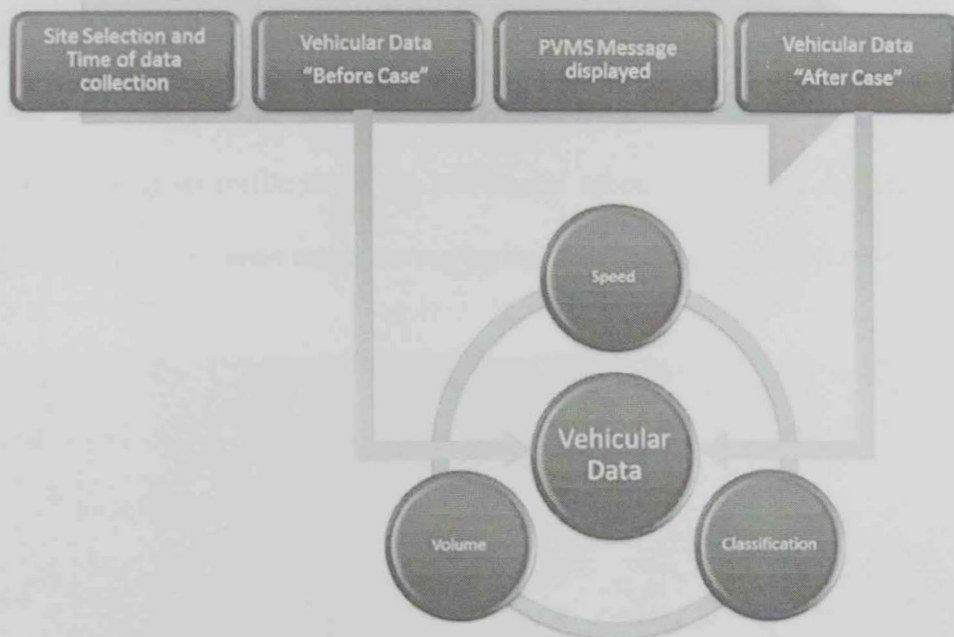 Site Selection and
Time of data
collection
Vehicular Data
"Before Case"
PVMS Message
displayed
Vehicular Data
"After Case"
Speed
Vehicular
Data
Volume
Classification